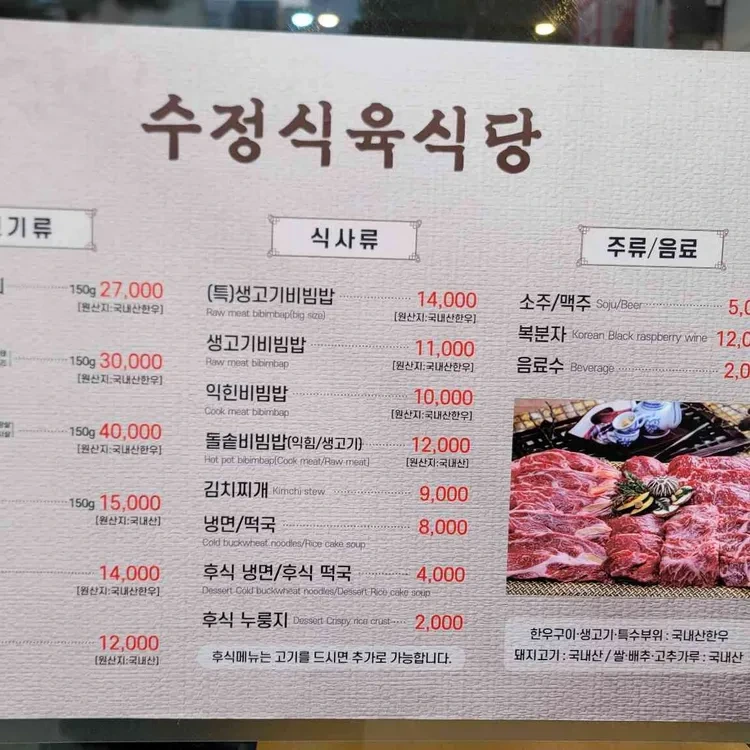 수정식육식당
기류
150g 27,000
[원산지:국내산한우]
150g 30,000
[원산지:국내산한우]
150g 40,000
[원산지:국내산한우]
150g 15,000
[원산지:국내산]
14,000
[원산지:국내산한우]
12,000
[원산지:국내산]
식사류
(특)생고기비빔밥 14,000
Raw meat bibimbap(big size) [원산지:국내산한우]
생고기비빔밥 11,000
Raw meat bibimbap [원산지:국내산한우]
익힌비빔밥 10,000
Cook meat bibimbap [원산지:국내산한우]
돌솥비빔밥(익힘/생고기) 12,000
Hot pot bibimbap(Cook meat/Raw meat) [원산지:국내산]
김치찌개 Kimchi stew 9,000
냉면/떡국 8,000
Cold buckwheat noodles/Rice cake soup
후식 냉면/후식 떡국 4,000
Dessert Cold buckwheat noodles/Dessert Rice cake soup
후식 누룽지 Dessert Crispy rice crust 2,000
후식메뉴는 고기를 드시면 추가로 가능합니다.
주류/음료
소주/맥주 Soju/Beer 5,0
복분자 Korean Black raspberry wine 12,0
음료수 Beverage 2,0
한우구이·생고기·특수부위 : 국내산한우
돼지고기 : 국내산 / 쌀·배추·고추가루 : 국내산